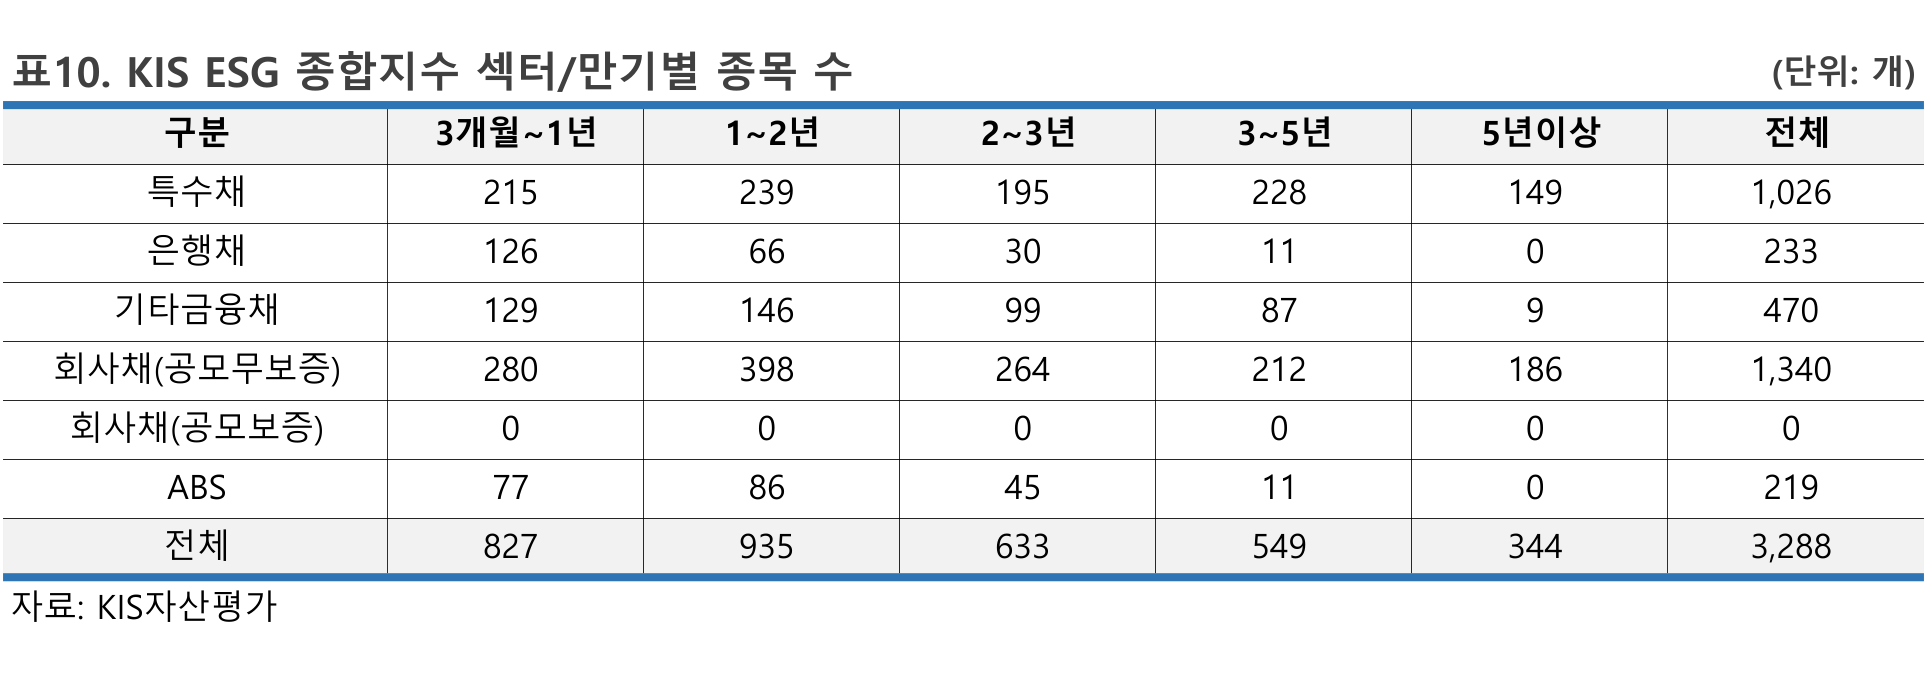 표10. KIS ESG 종합지수 섹터/만기별 종목 수 (단위: 개)
구분 3개월~1년 1~2년 2~3년 3~5년 5년이상 전체
특수채 215 239 195 228 149 1,026
은행채 126 66 30 11 0 233
기타금융채 129 146 99 87 9 470
회사채(공모무보증) 280 398 264 212 186 1,340
회사채(공모보증) 0 0 0 0 0 0
ABS 77 86 45 11 0 219
전체 827 935 633 549 344 3,288
자료: KIS자산평가